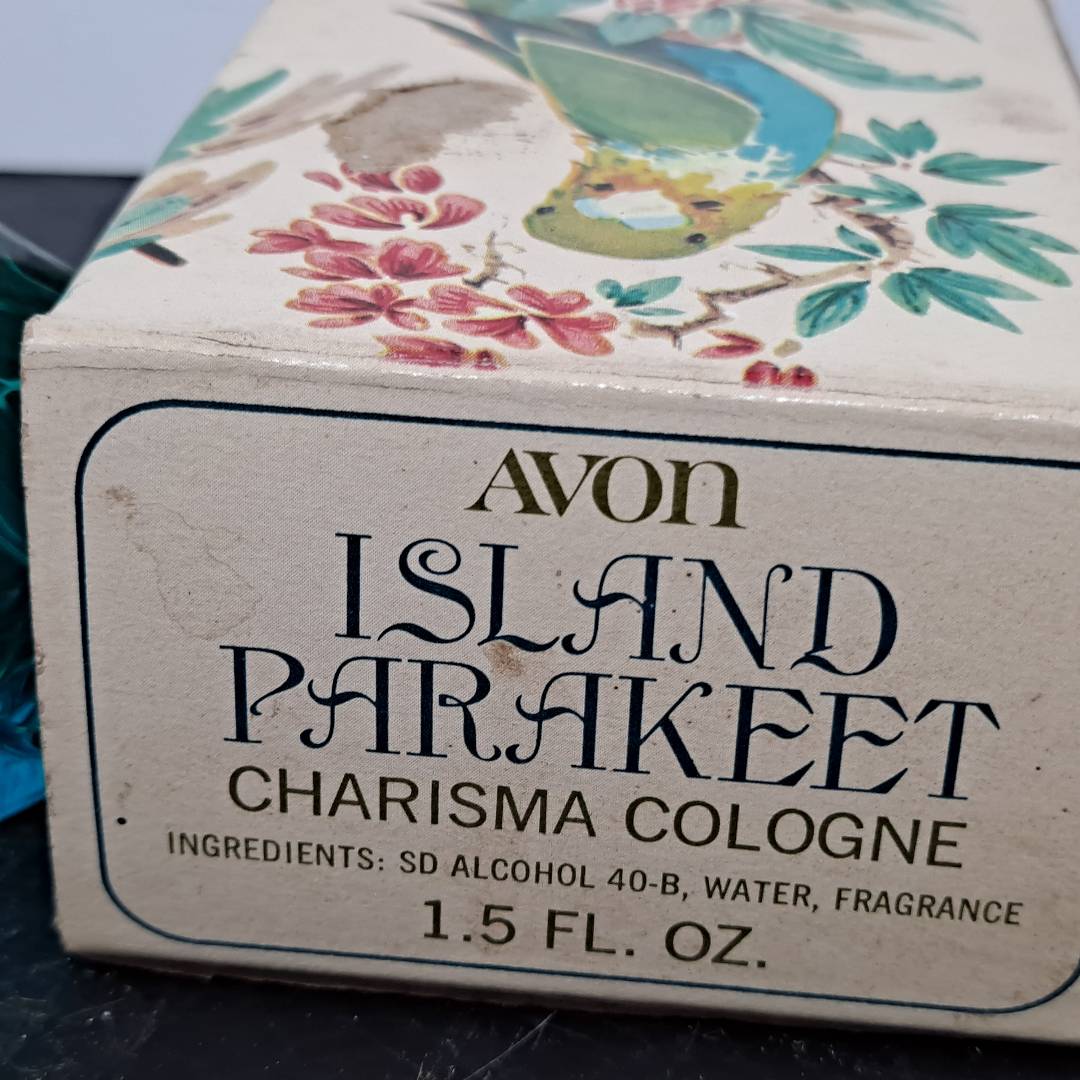 AVON
ISLAND
PARAKEET
CHARISMA COLOGNE
INGREDIENTS: SD ALCOHOL 40-B, WATER, FRAGRANCE
1.5 FL. OZ.